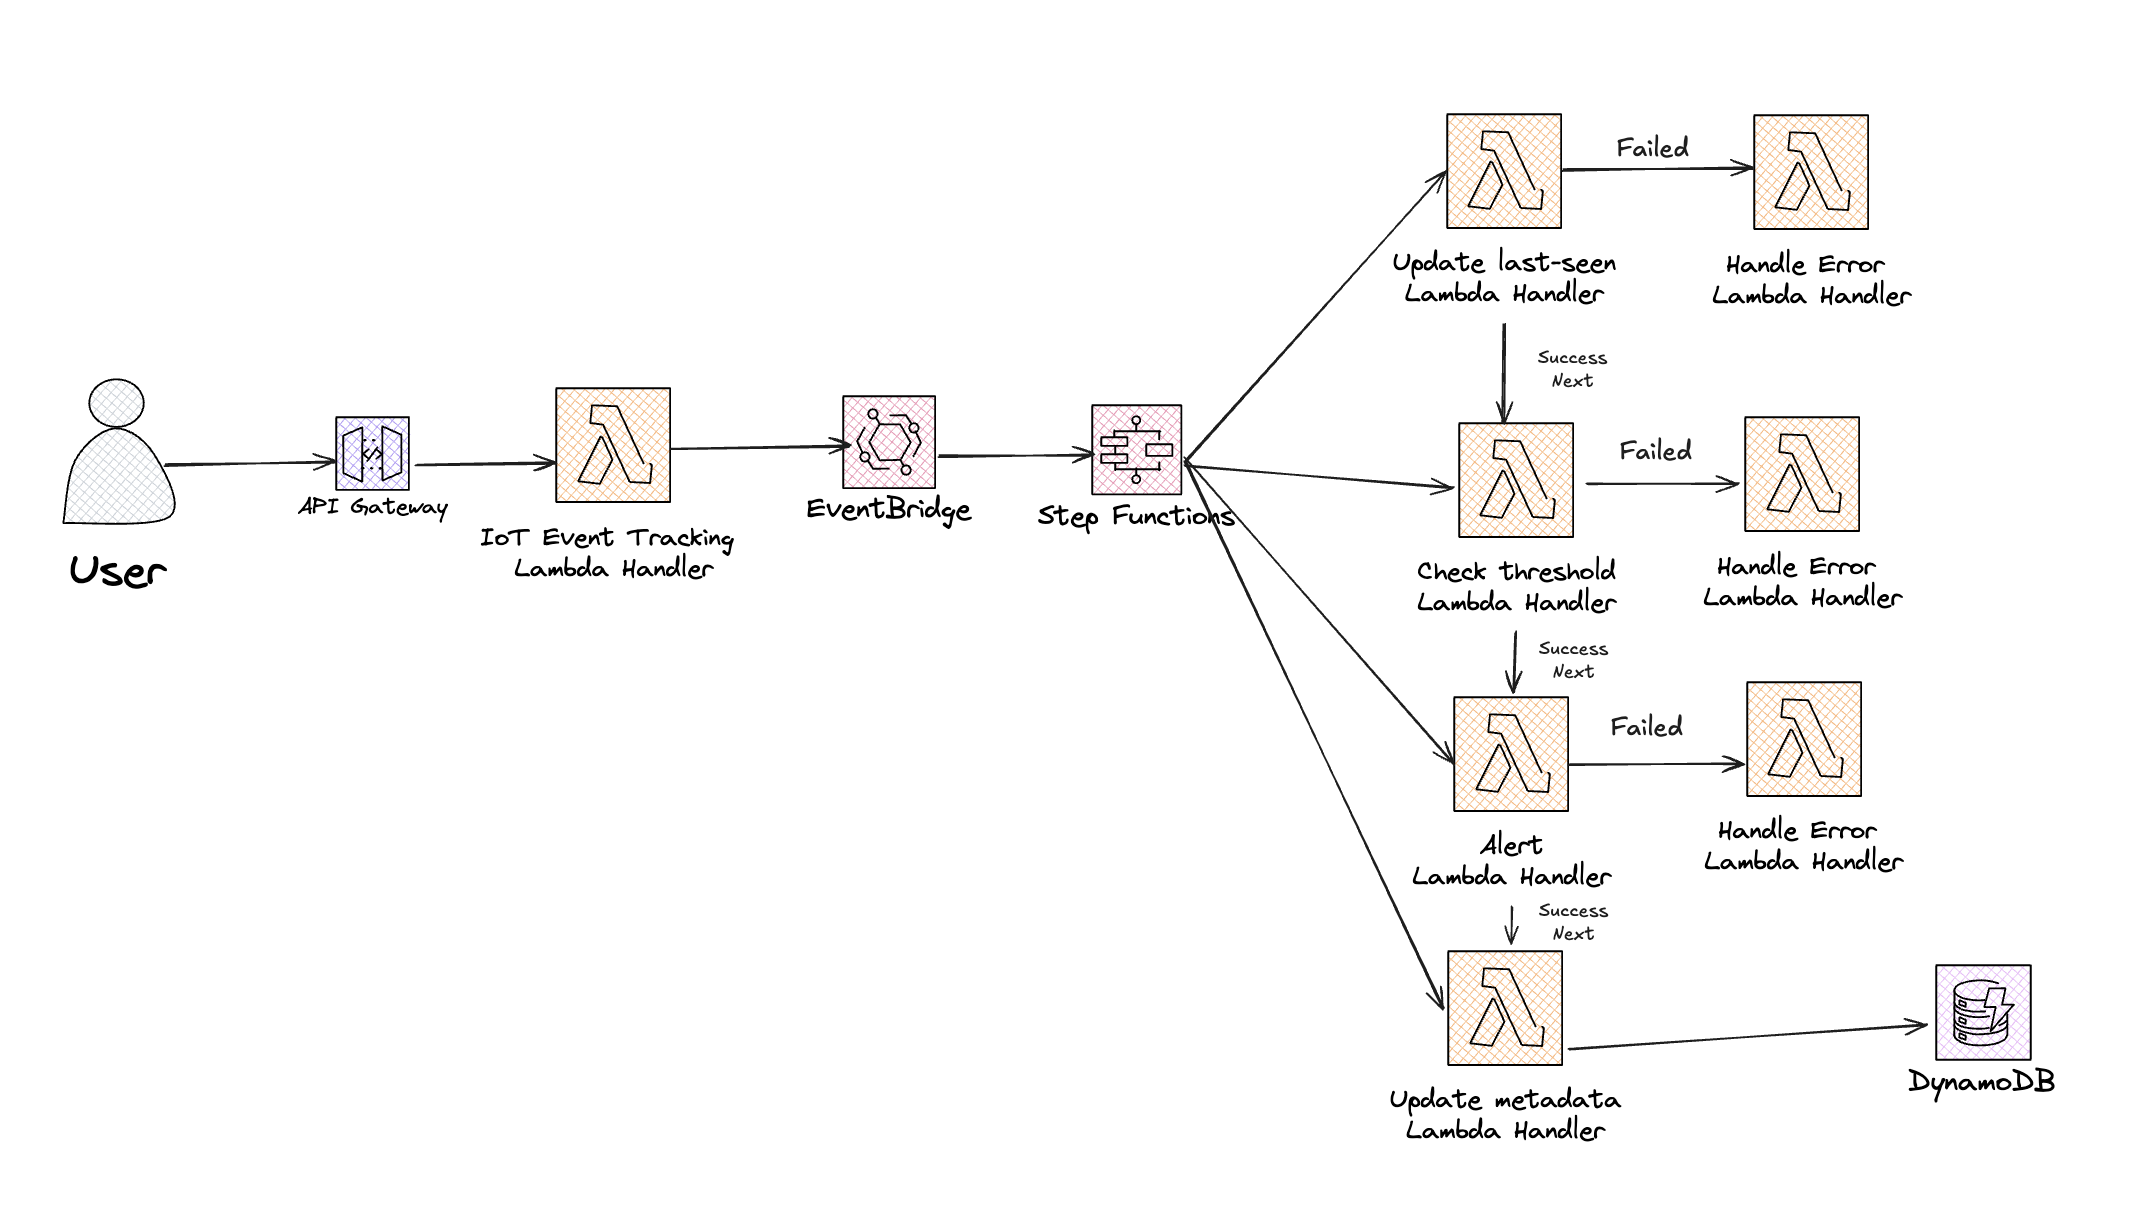 Failed
Update last-seen
Lambda Handler
Handle Error
Lambda Handler
Success
Next
User
API Gateway
IoT Event Tracking
Lambda Handler
EventBridge
Step Functions
Failed
Check threshold
Lambda Handler
Handle Error
Lambda Handler
Success
Next
Failed
Alert
Lambda Handler
Handle Error
Lambda Handler
Success
Next
Update metadata
Lambda Handler
DynamoDB